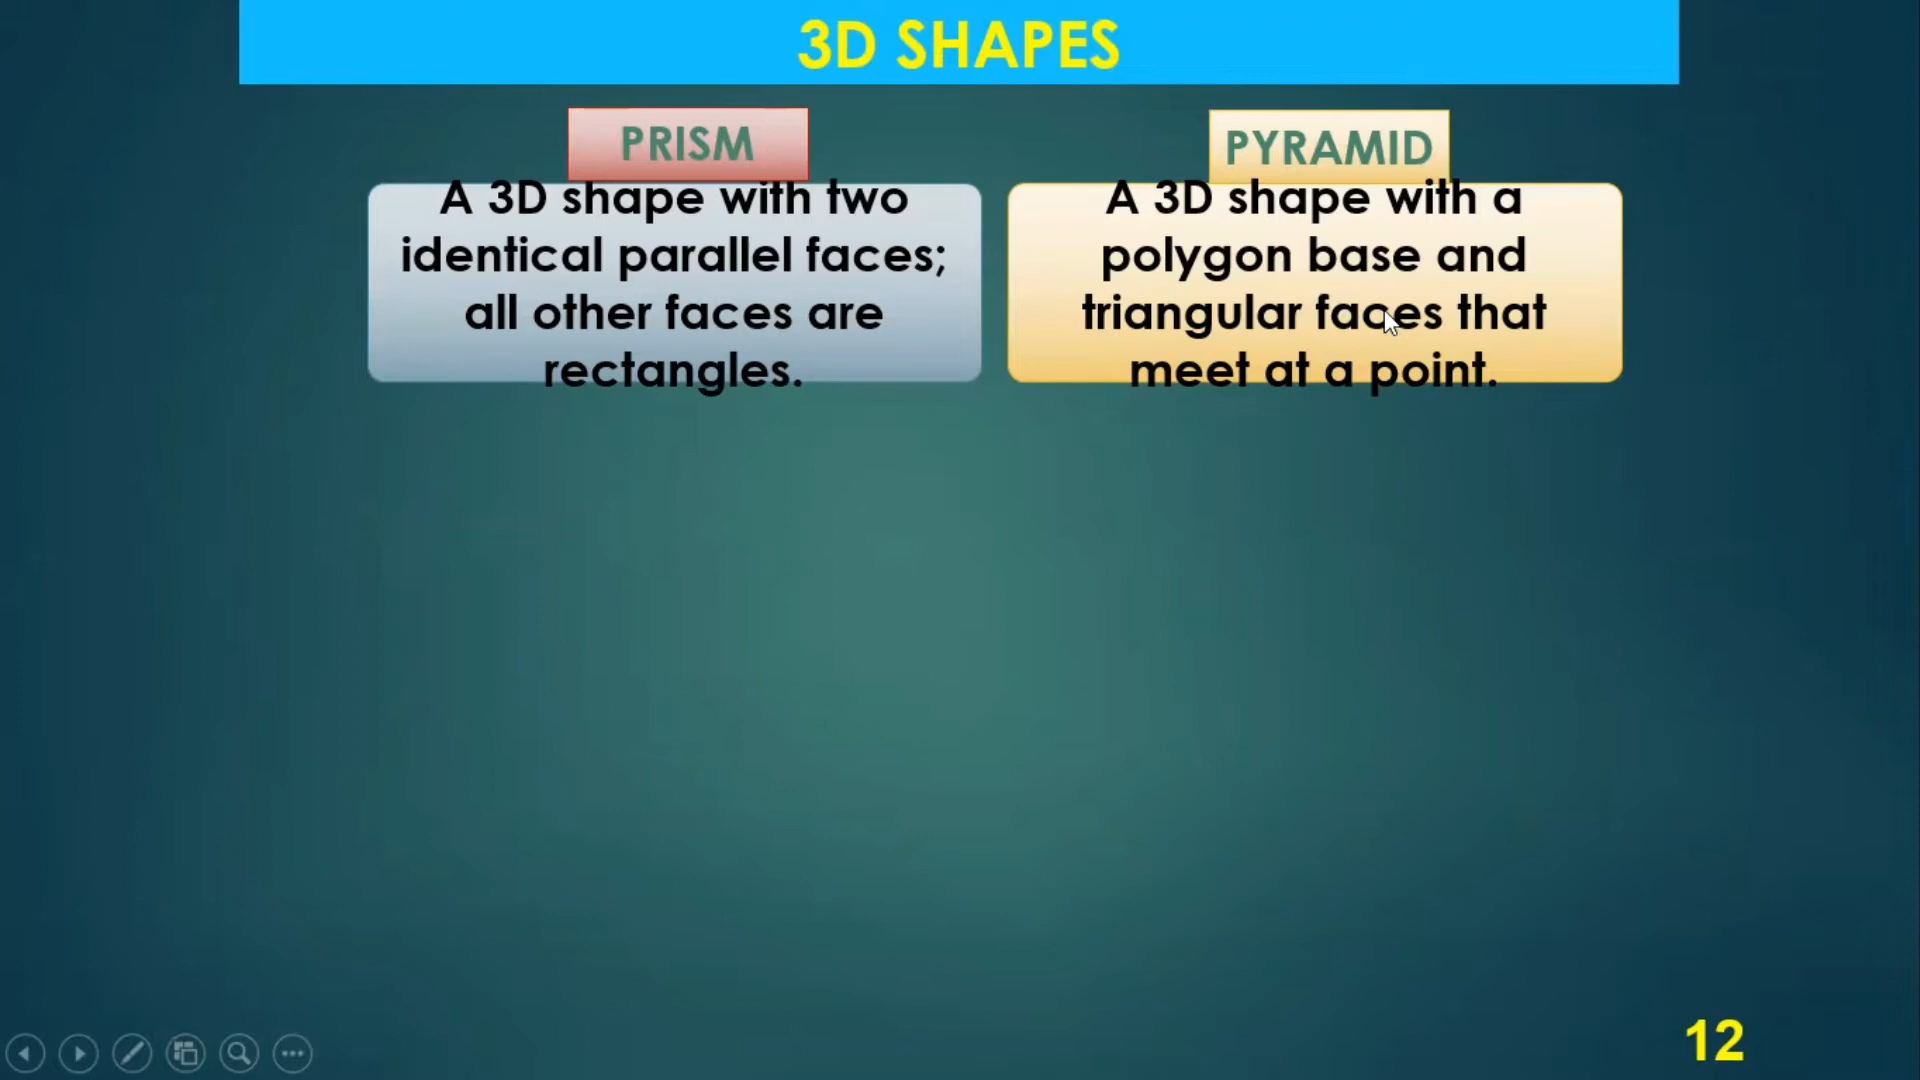 3D SHAPES
PRISM
A 3D shape with two
identical parallel faces;
all other faces are
rectangles.
PYRAMID
A 3D shape with a
polygon base and
triangular faces that
meet at a point.
12